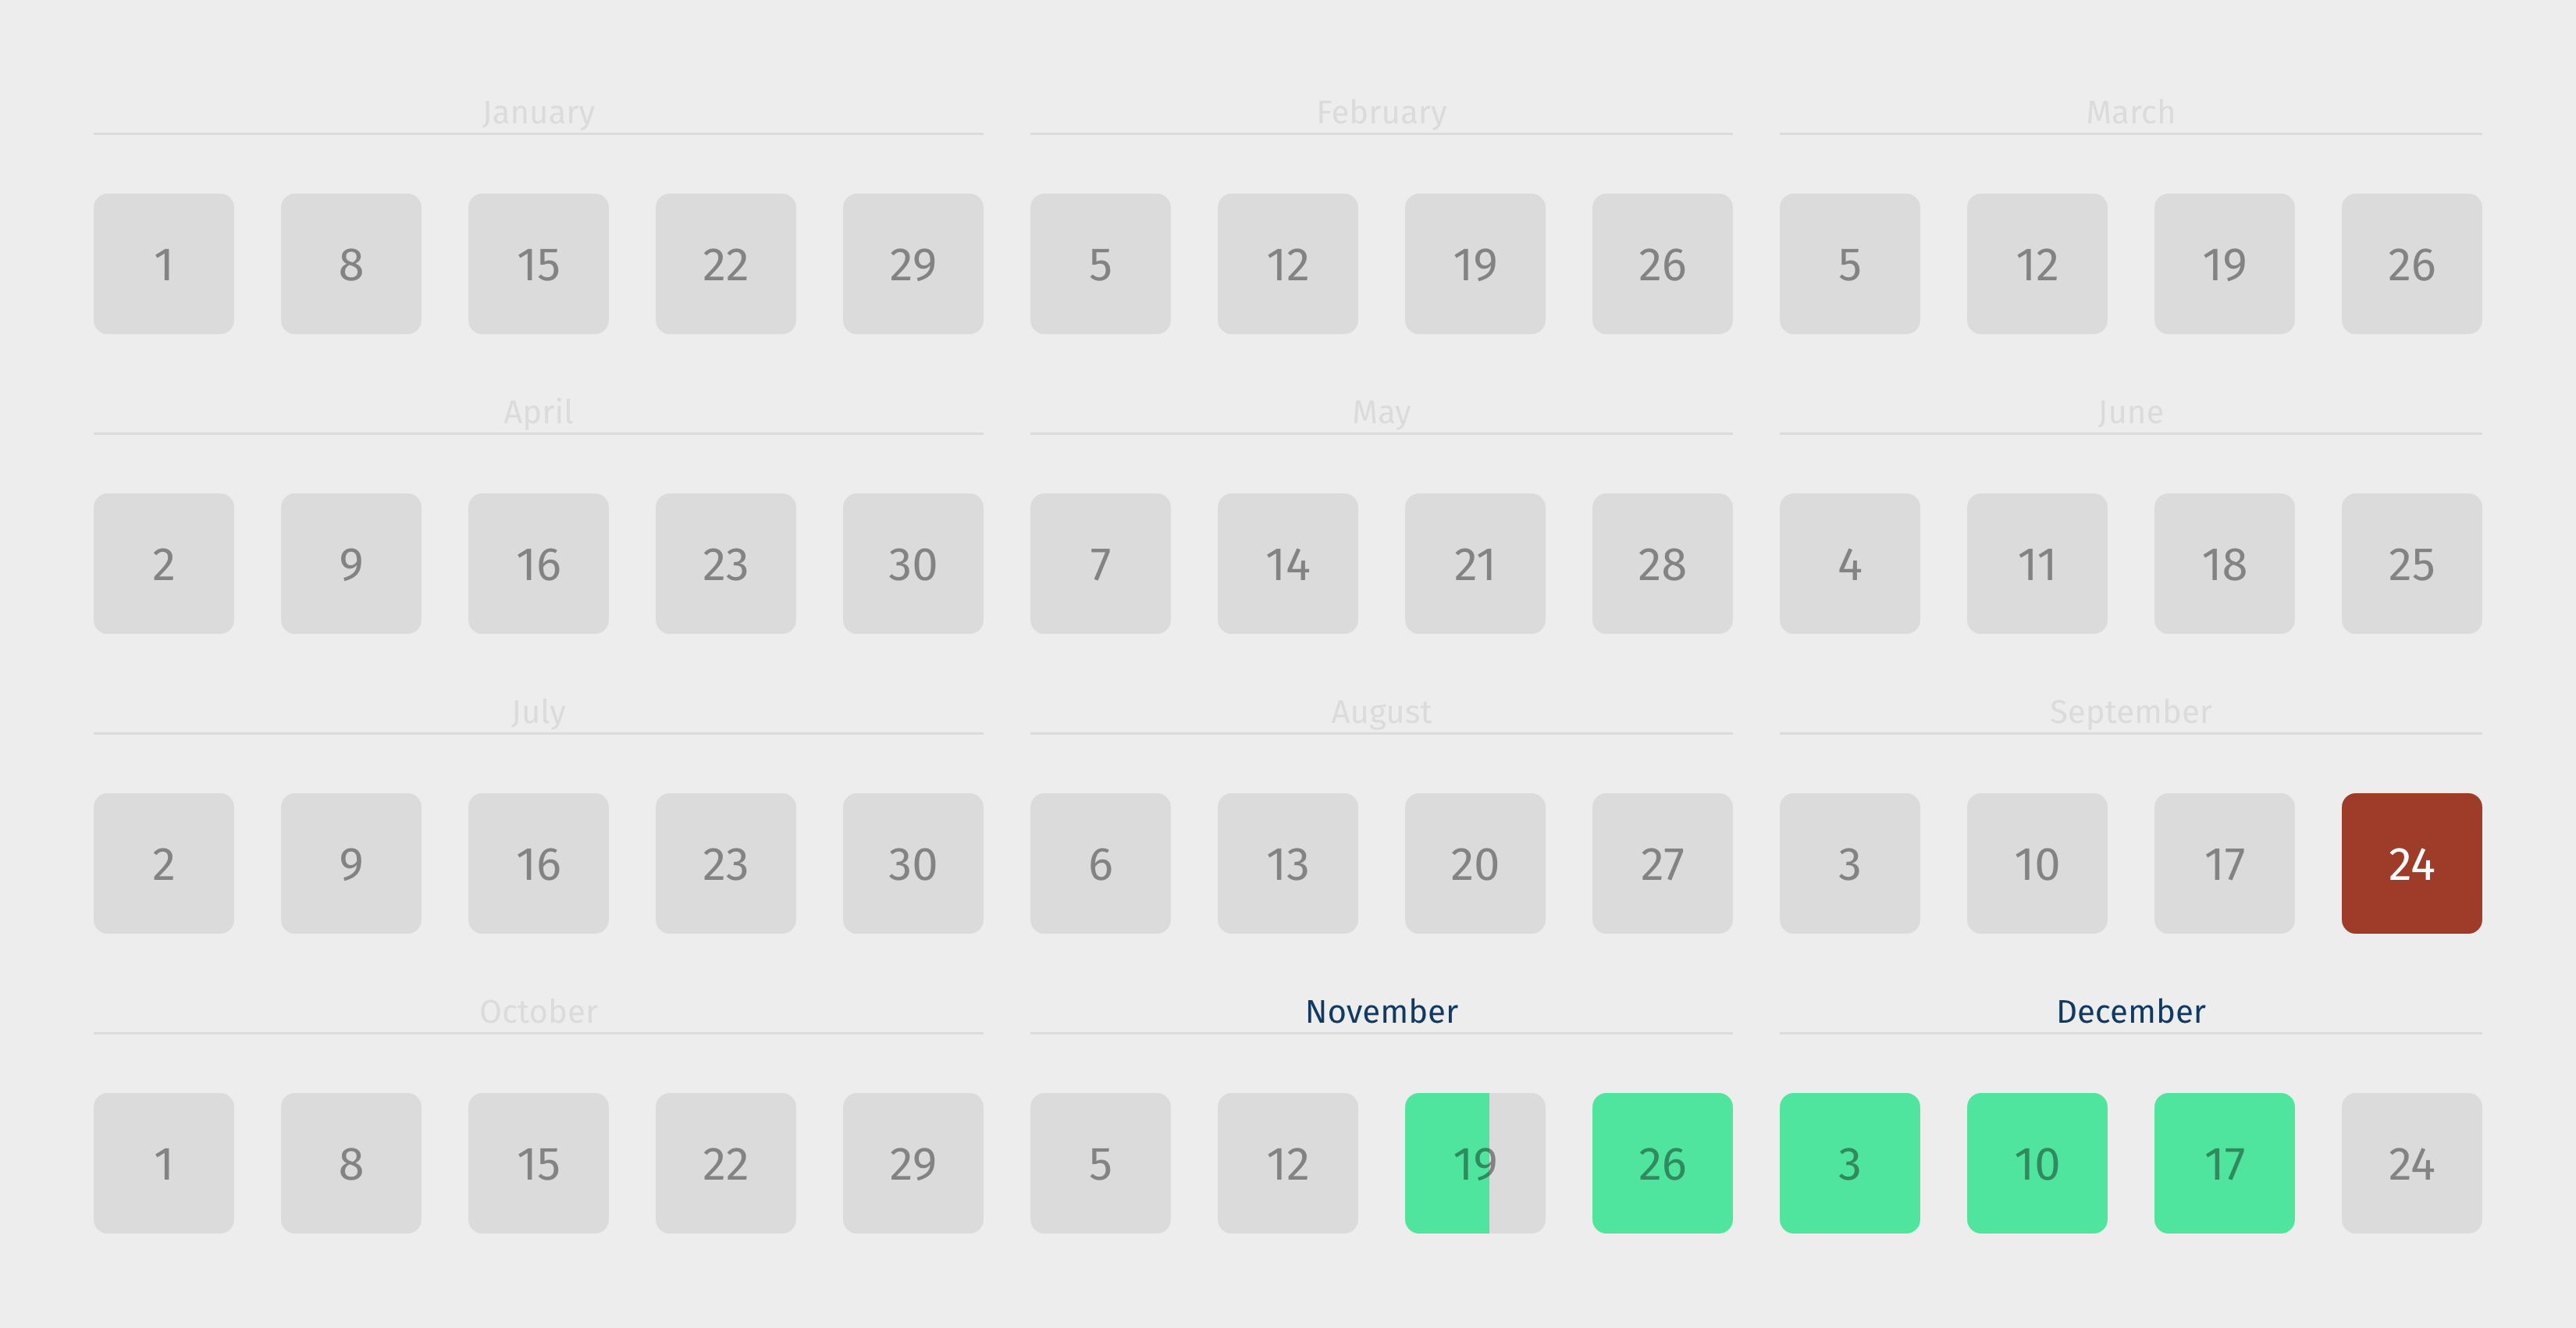 January February March
1 8 15 22 29 5 12 19 26 5 12 19 26
April May June
2 9 16 23 30 7 14 21 28 4 11 18 25
July August September
2 9 16 23 30 6 13 20 27 3 10 17 24
October November December
1 8 15 22 29 5 12 19 26 3 10 17 24